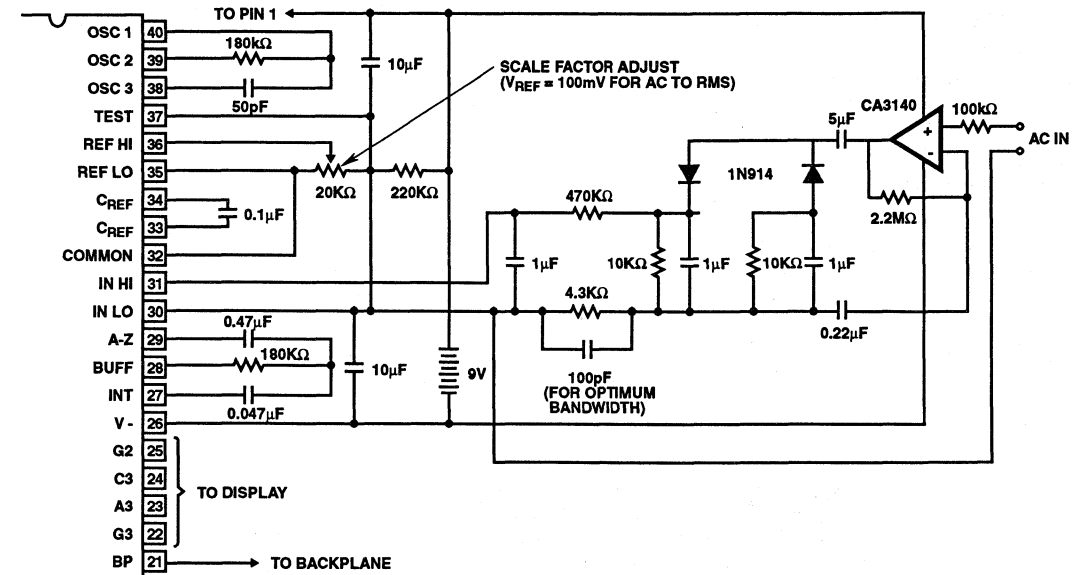 TO PIN 1
OSC 1 40
180kΩ
OSC 2 39
OSC 3 38
50pF
10µF
TEST 37
REF HI 36
REF LO 35
SCALE FACTOR ADJUST
(VREF = 100mV FOR AC TO RMS)
20KΩ
220KΩ
CREF 34
0.1µF
CREF 33
COMMON 32
IN HI 31
IN LO 30
0.47µF
A-Z 29
180KΩ
BUFF 28
INT 27
0.047µF
V - 26
10µF
9V
G2 25
C3 24
A3 23
G3 22
TO DISPLAY
BP 21
TO BACKPLANE
CA3140
100kΩ
5µF
+
-
AC IN
1N914
2.2MΩ
470KΩ
1µF
10KΩ
1µF
10KΩ
1µF
4.3KΩ
0.22µF
100pF
(FOR OPTIMUM
BANDWIDTH)